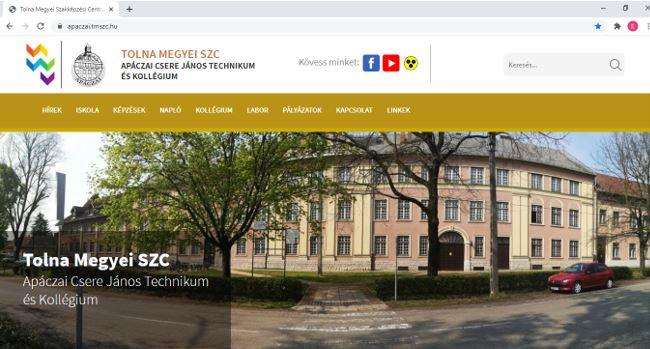 Tolna Megyei Szakképzési Centru
apaczai.tmszc.hu
TOLNA MEGYEI SZC
APÁCZAI CSERE JÁNOS TECHNIKUM
ÉS KOLLÉGIUM
Kövess minket:
Keresés...
HÍREK ISKOLA KÉPZÉSEK NAPLÓ KOLLÉGIUM LABOR PÁLYÁZATOK KAPCSOLAT LINKEK
Tolna Megyei SZC
Apáczai Csere János Technikum
és Kollégium